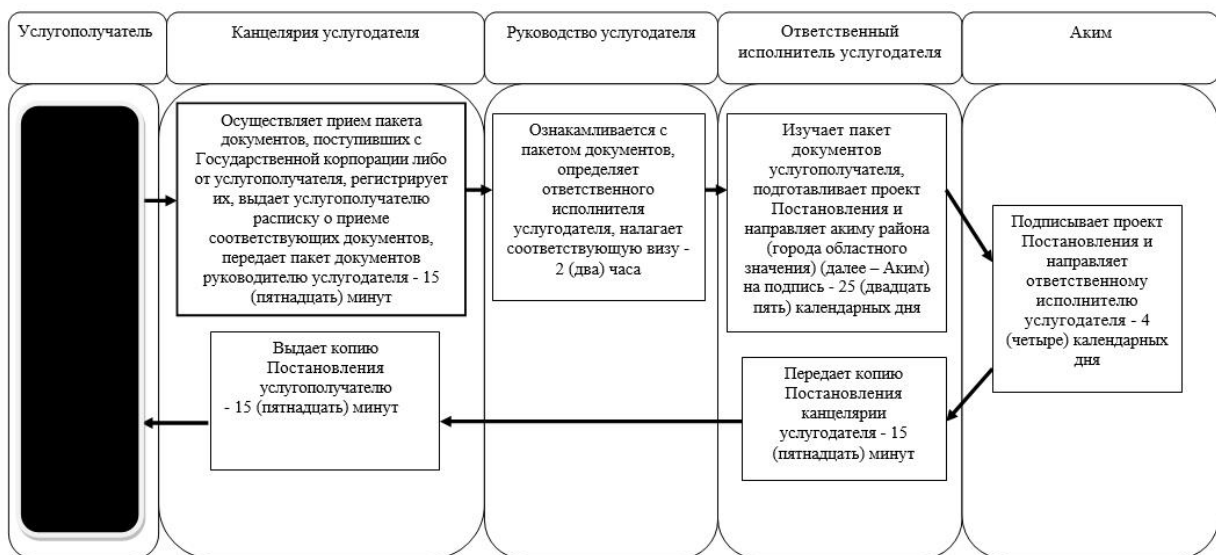 Услугополучатель
Канцелярия услугодателя
Руководство услугодателя
Ответственный
исполнитель услугодателя
Аким
Осуществляет прием пакета
документов, поступивших с
Государственной корпорации либо
от услугополучателя, регистрирует
их, выдает услугополучателю
расписку о приеме
соответствующих документов,
передает пакет документов
руководителю услугодателя - 15
(пятнадцать) минут
Ознакамливается с
пакетом документов,
определяет
ответственного
исполнителя
услугодателя, налагает
соответствующую визу -
2 (два) часа
Изучает пакет
документов
услугополучателя,
подготавливает проект
Постановления и
направляет акиму района
(города областного
значения) (далее – Аким)
на подпись - 25 (двадцать
пять) календарных дня
Подписывает проект
Постановления и
направляет
ответственному
исполнителю
услугодателя - 4
(четыре) календарных
дня
Передает копию
Постановления
канцелярии
услугодателя - 15
(пятнадцать) минут
Выдает копию
Постановления
услугополучателю
- 15 (пятнадцать) минут